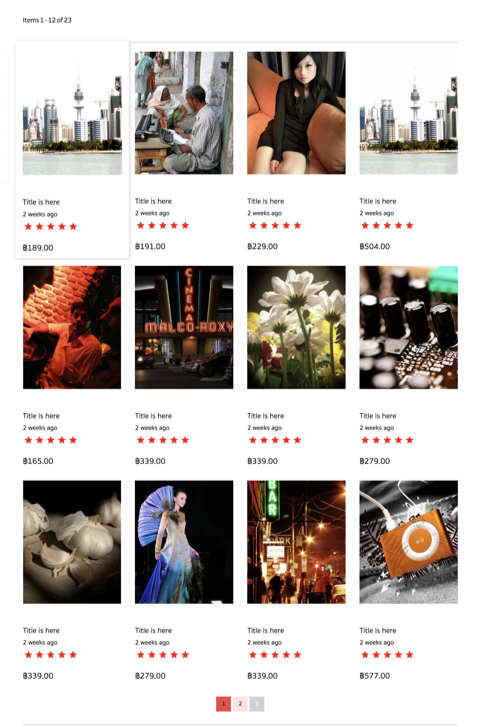 Items 1 - 12 of 23
Title is here
2 weeks ago
฿189.00
Title is here
2 weeks ago
฿191.00
Title is here
2 weeks ago
฿229.00
Title is here
2 weeks ago
฿504.00
CINEMA
MALCO-ROXY
Title is here
2 weeks ago
฿165.00
Title is here
2 weeks ago
฿339.00
Title is here
2 weeks ago
฿339.00
Title is here
2 weeks ago
฿279.00
BAR
Title is here
2 weeks ago
฿339.00
Title is here
2 weeks ago
฿279.00
Title is here
2 weeks ago
฿339.00
Title is here
2 weeks ago
฿577.00
1 2 3